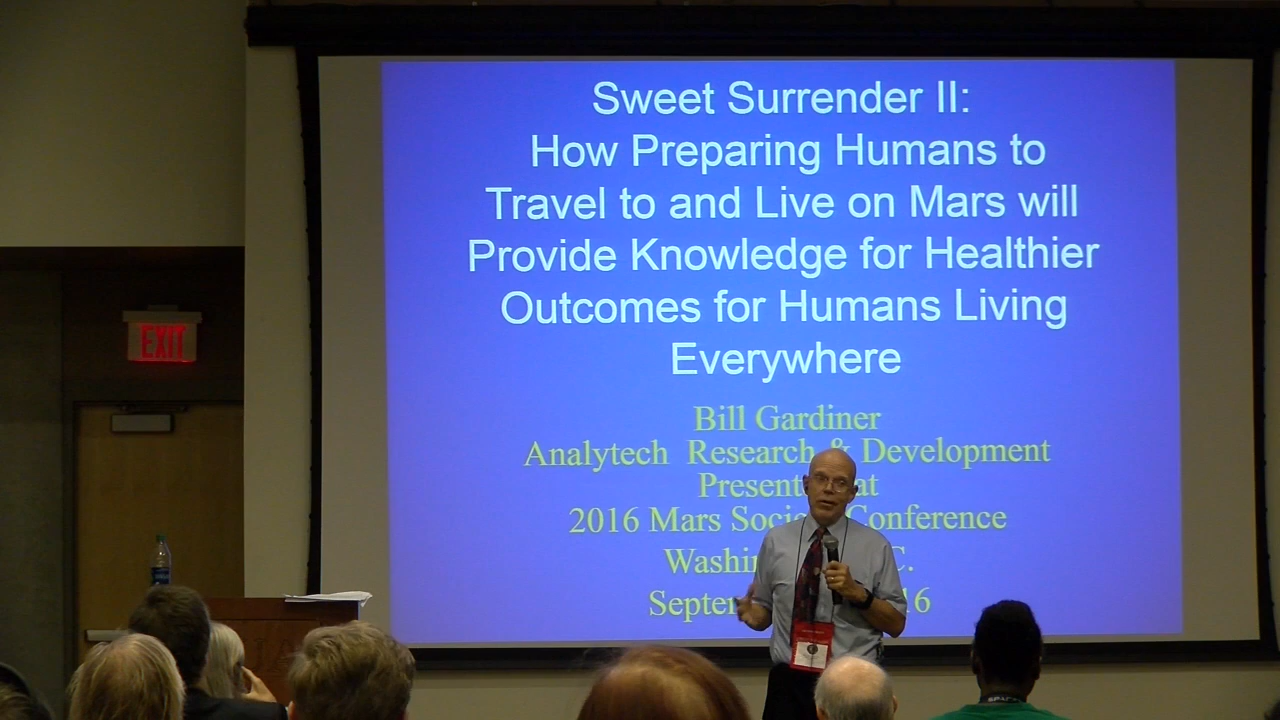 Sweet Surrender II:
How Preparing Humans to
Travel to and Live on Mars will
Provide Knowledge for Healthier
Outcomes for Humans Living
Everywhere
Bill Gardiner
Analytech Research & Development
at
2016 Mars Conference
EXIT